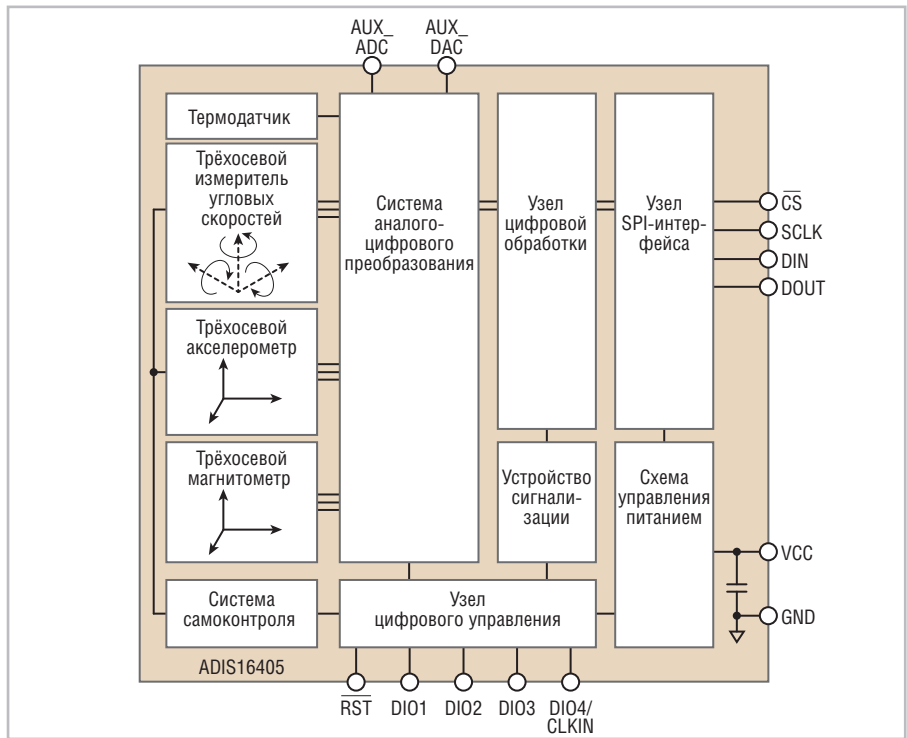 AUX_
ADC
AUX_
DAC
Термодатчик
Трёхосевой
измеритель
угловых
скоростей
Система
аналого-
цифрового
преобразования
Узел
цифровой
обработки
Узел
SPI-интер-
фейса
CS
SCLK
DIN
DOUT
Трёхосевой
акселерометр
Трёхосевой
магнитометр
Устройство
сигнали-
зации
Схема
управления
питанием
VCC
GND
Система
самоконтроля
Узел
цифрового управления
ADIS16405
RST
DIO1
DIO2
DIO3
DIO4/
CLKIN